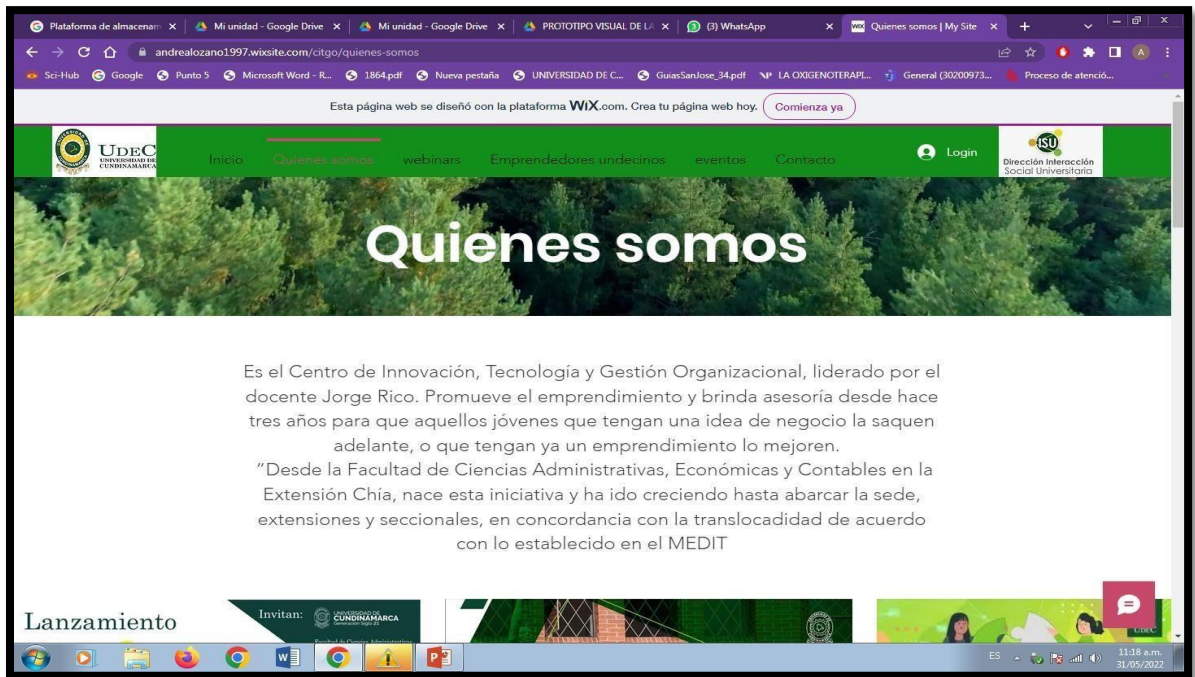 Plataforma de almacenam
Mi unidad - Google Drive
Mi unidad - Google Drive
PROTOTIPO VISUAL DE LA
(3) WhatsApp
WiX Quienes somos | My Site
andrealozano1997.wixsite.com/citgo/quienes-somos
A
Sci-Hub
Google
Punto 5
Microsoft Word - R...
1864.pdf
Nueva pestaña
UNIVERSIDAD DE C...
GuiasSanJose_34.pdf
LA OXIGENOTERAPI...
General (30200973...
Proceso de atenció...
Esta página web se diseñó con la plataforma WiX.com. Crea tu página web hoy. Comienza ya
UDEC
UNIVERSIDAD DE
CUNDINAMARCA
Inicio
Quienes somos
webinars
Emprendedores undecinos
eventos
Contacto
Login
ISU
Dirección Interacción
Social Universitaria
Quienes somos
Es el Centro de Innovación, Tecnología y Gestión Organizacional, liderado por el
docente Jorge Rico. Promueve el emprendimiento y brinda asesoría desde hace
tres años para que aquellos jóvenes que tengan una idea de negocio la saquen
adelante, o que tengan ya un emprendimiento lo mejoren.
“Desde la Facultad de Ciencias Administrativas, Económicas y Contables en la
Extensión Chía, nace esta iniciativa y ha ido creciendo hasta abarcar la sede,
extensiones y seccionales, en concordancia con la translocadidad de acuerdo
con lo establecido en el MEDIT
Lanzamiento
Invitan:
UNIVERSIDAD DE
CUNDINAMARCA
Generación Siglo 21
UDEC
ES
11:18 a.m.
31/05/2022